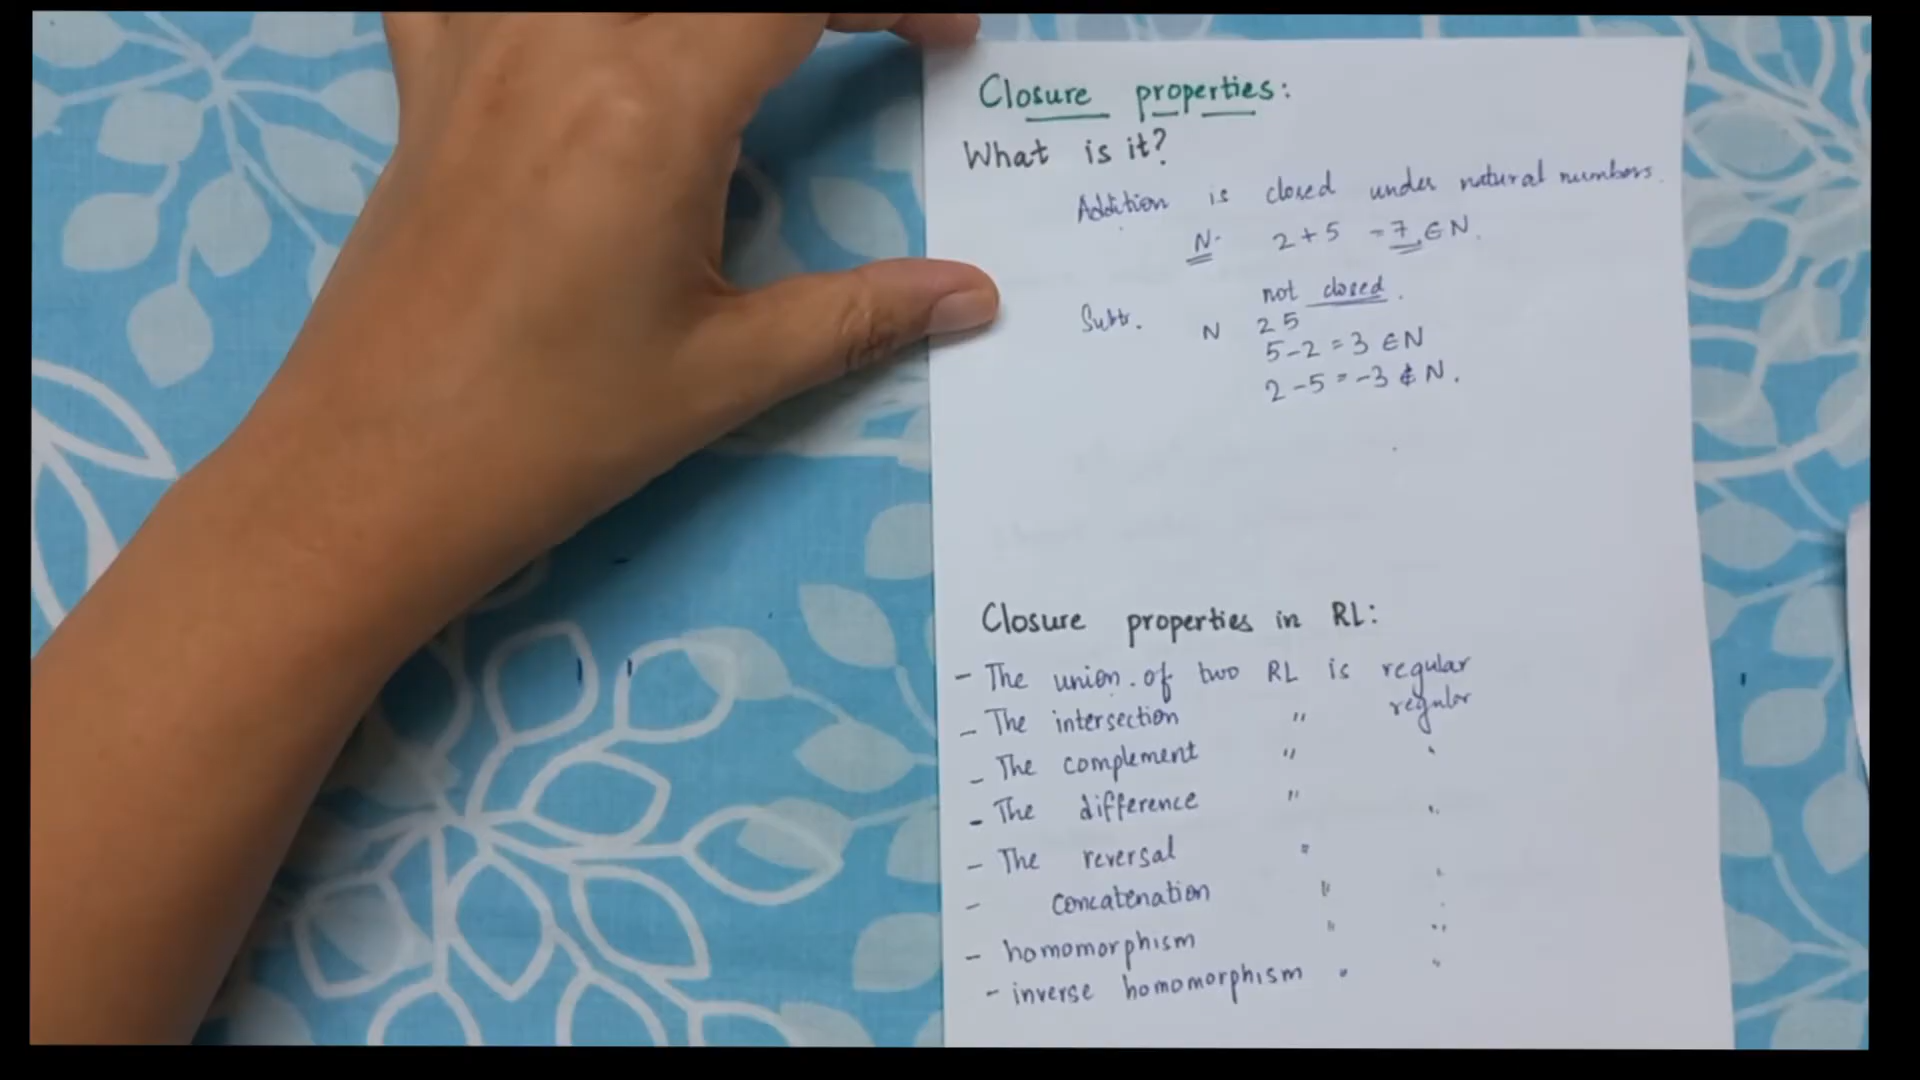 Closure properties:
What is it?
Addition is closed under natural numbers.
N. 2+5 = 7 ∈ N.
not closed.
Subtr. N 2 5
5-2 = 3 ∈ N
2-5 = -3 ∉ N.
Closure properties in RL:
- The union of two RL is regular
- The intersection " regular
- The complement " "
- The difference " "
- The reversal " "
- concatenation " "
- homomorphism " "
- inverse homomorphism " "